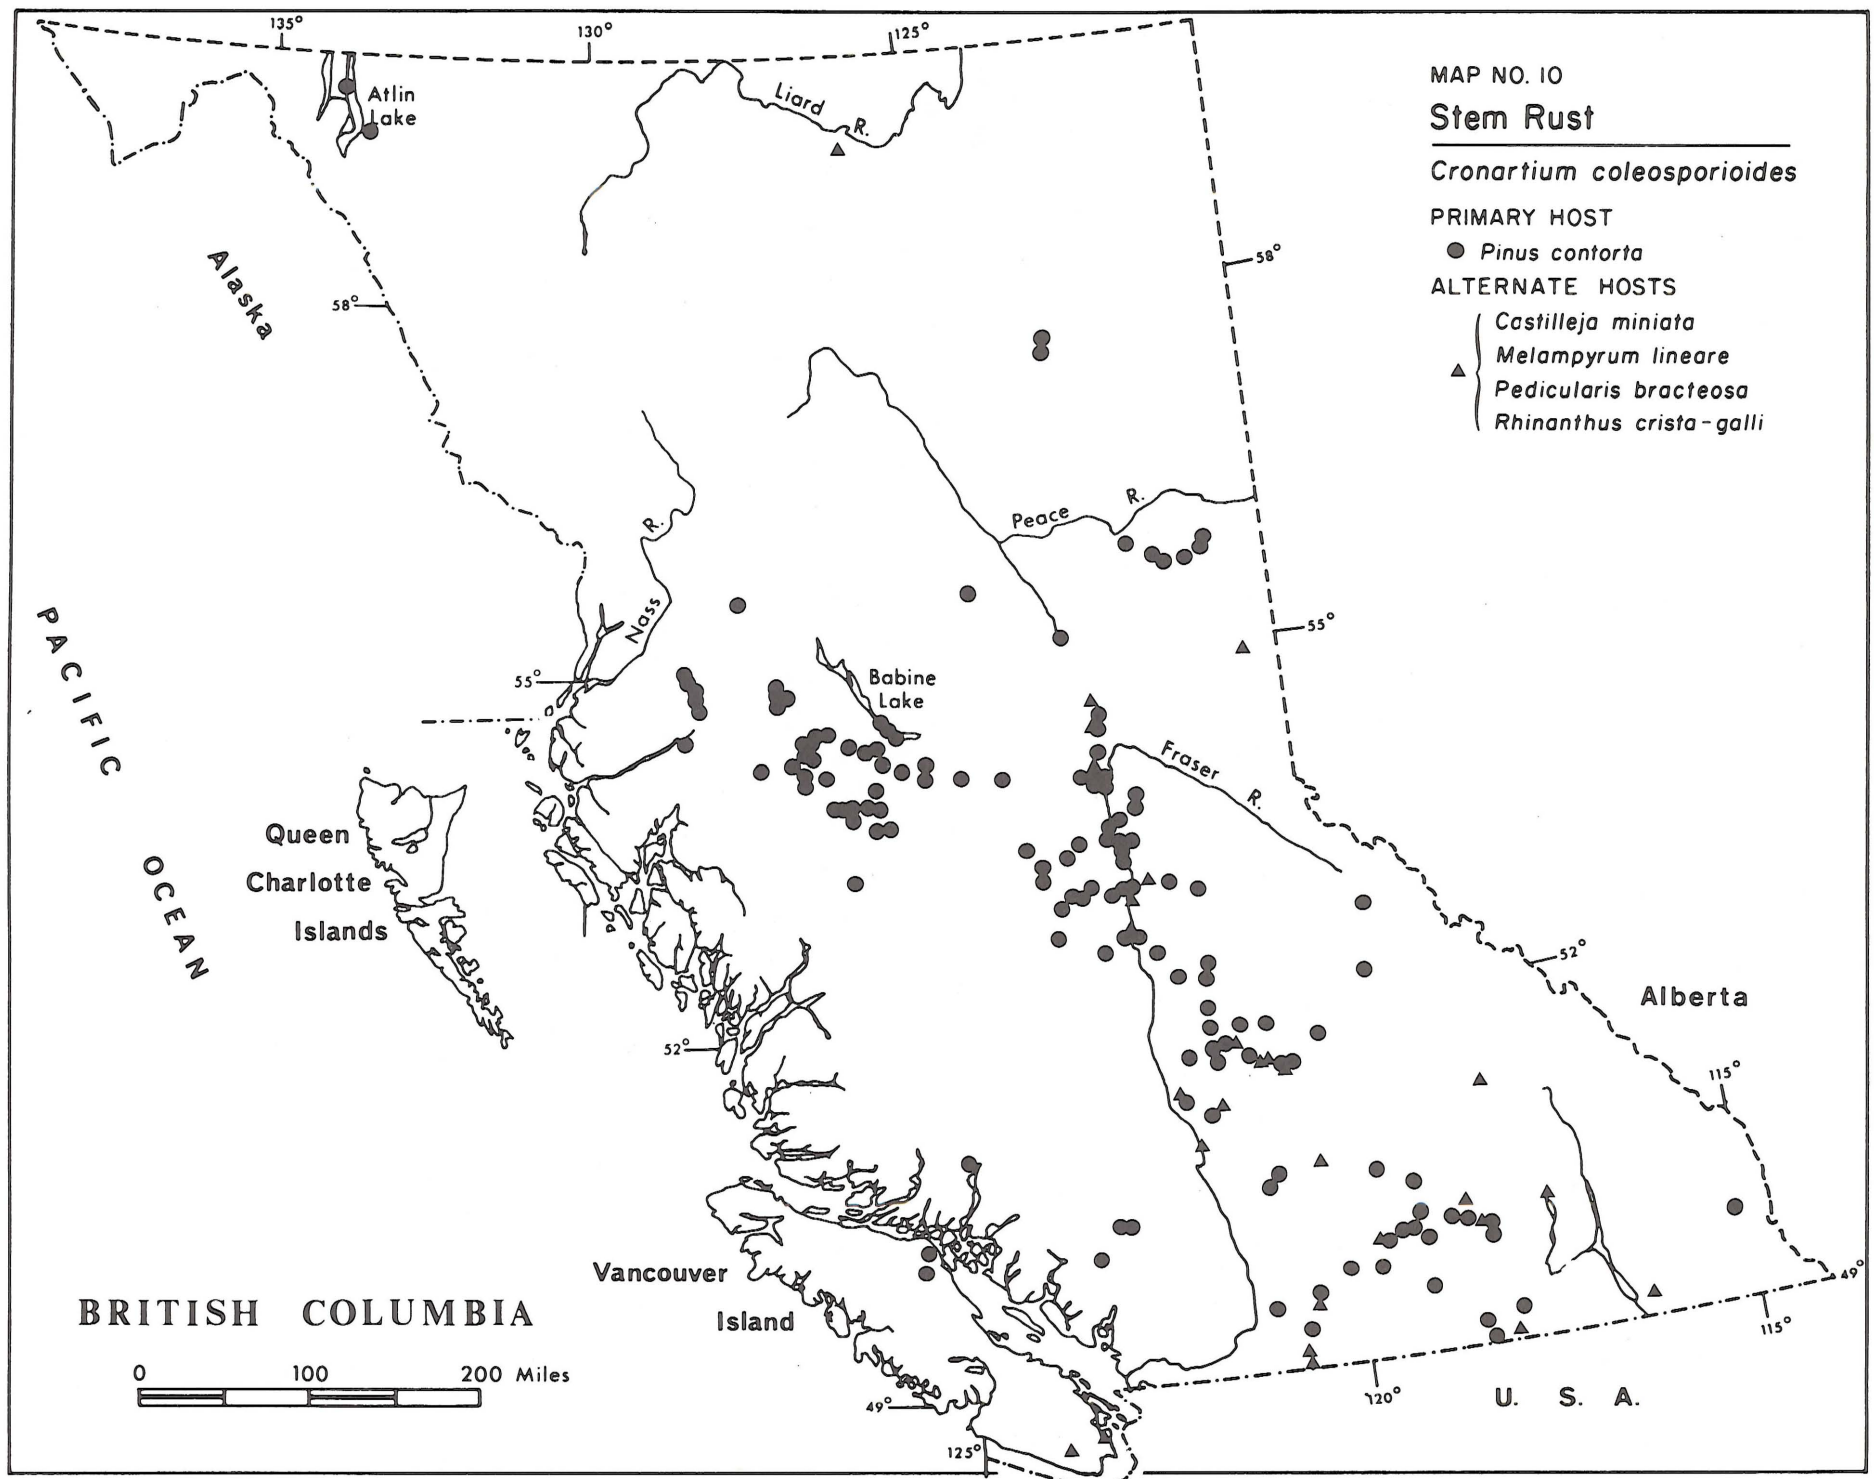 135°
130°
125°
MAP NO. 10
Stem Rust
Cronartium coleosporioides
PRIMARY HOST
Pinus contorta
ALTERNATE HOSTS
Castilleja miniata
Melampyrum lineare
Pedicularis bracteosa
Rhinanthus crista-galli
Atlin
Lake
Liard R.
Alaska
58°
58°
Peace R.
Nass R.
55°
55°
Babine
Lake
PACIFIC OCEAN
Fraser R.
Queen
Charlotte
Islands
52°
52°
Alberta
115°
Vancouver
Island
49°
BRITISH COLUMBIA
0 100 200 Miles
115°
120°
U. S. A.
49°
125°